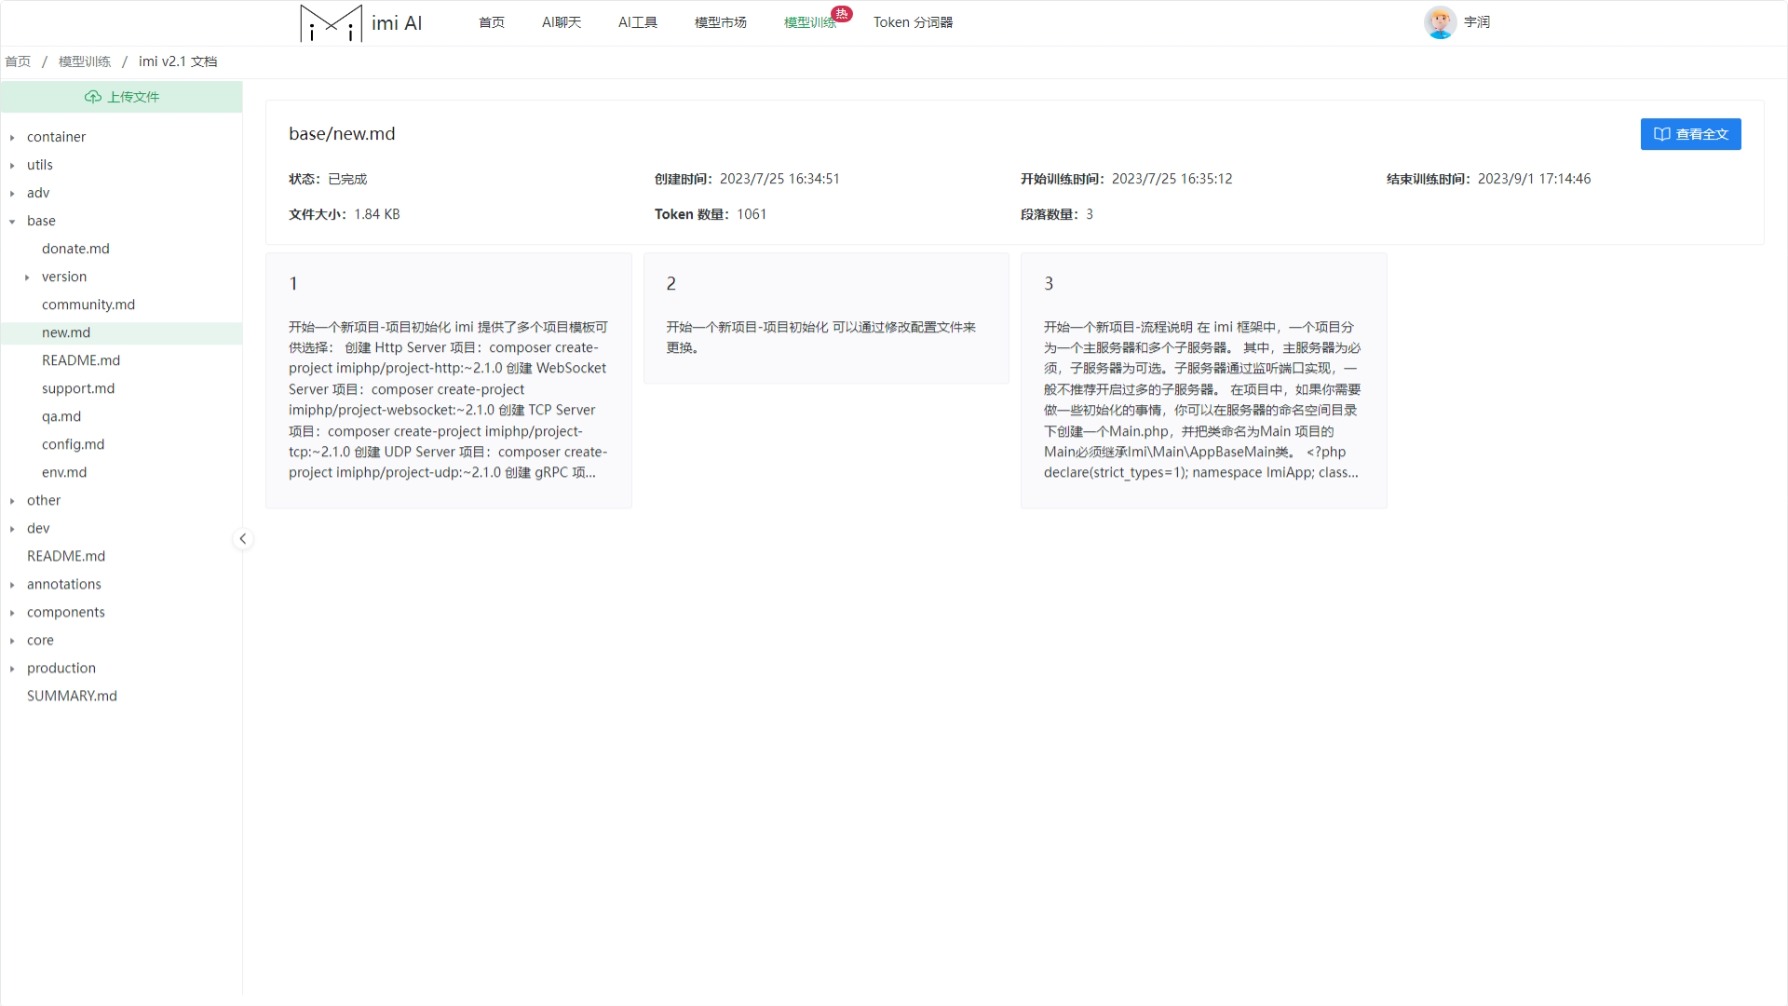 imi AI
首页
AI聊天
AI工具
模型市场
模型训练
热
Token 分词器
宇润
首页 / 模型训练 / imi v2.1 文档
上传文件
container
utils
adv
base
donate.md
version
community.md
new.md
README.md
support.md
qa.md
config.md
env.md
other
dev
README.md
annotations
components
core
production
SUMMARY.md
base/new.md
查看全文
状态：已完成
创建时间：2023/7/25 16:34:51
开始训练时间：2023/7/25 16:35:12
结束训练时间：2023/9/1 17:14:46
文件大小：1.84 KB
Token 数量：1061
段落数量：3
1
开始一个新项目-项目初始化 imi 提供了多个项目模板可
供选择： 创建 Http Server 项目：composer create-
project imiphp/project-http:~2.1.0 创建 WebSocket
Server 项目：composer create-project
imiphp/project-websocket:~2.1.0 创建 TCP Server
项目：composer create-project imiphp/project-
tcp:~2.1.0 创建 UDP Server 项目：composer create-
project imiphp/project-udp:~2.1.0 创建 gRPC 项...
2
开始一个新项目-项目初始化 可以通过修改配置文件来
更换。
3
开始一个新项目-流程说明 在 imi 框架中，一个项目分
为一个主服务器和多个子服务器。 其中，主服务器为必
须，子服务器为可选。子服务器通过监听端口实现，一
般不推荐开启过多的子服务器。 在项目中，如果你需要
做一些初始化的事情，你可以在服务器的命名空间目录
下创建一个Main.php，并把类命名为Main 项目的
Main必须继承Imi\Main\AppBaseMain类。 <?php
declare(strict_types=1); namespace ImiApp; class...